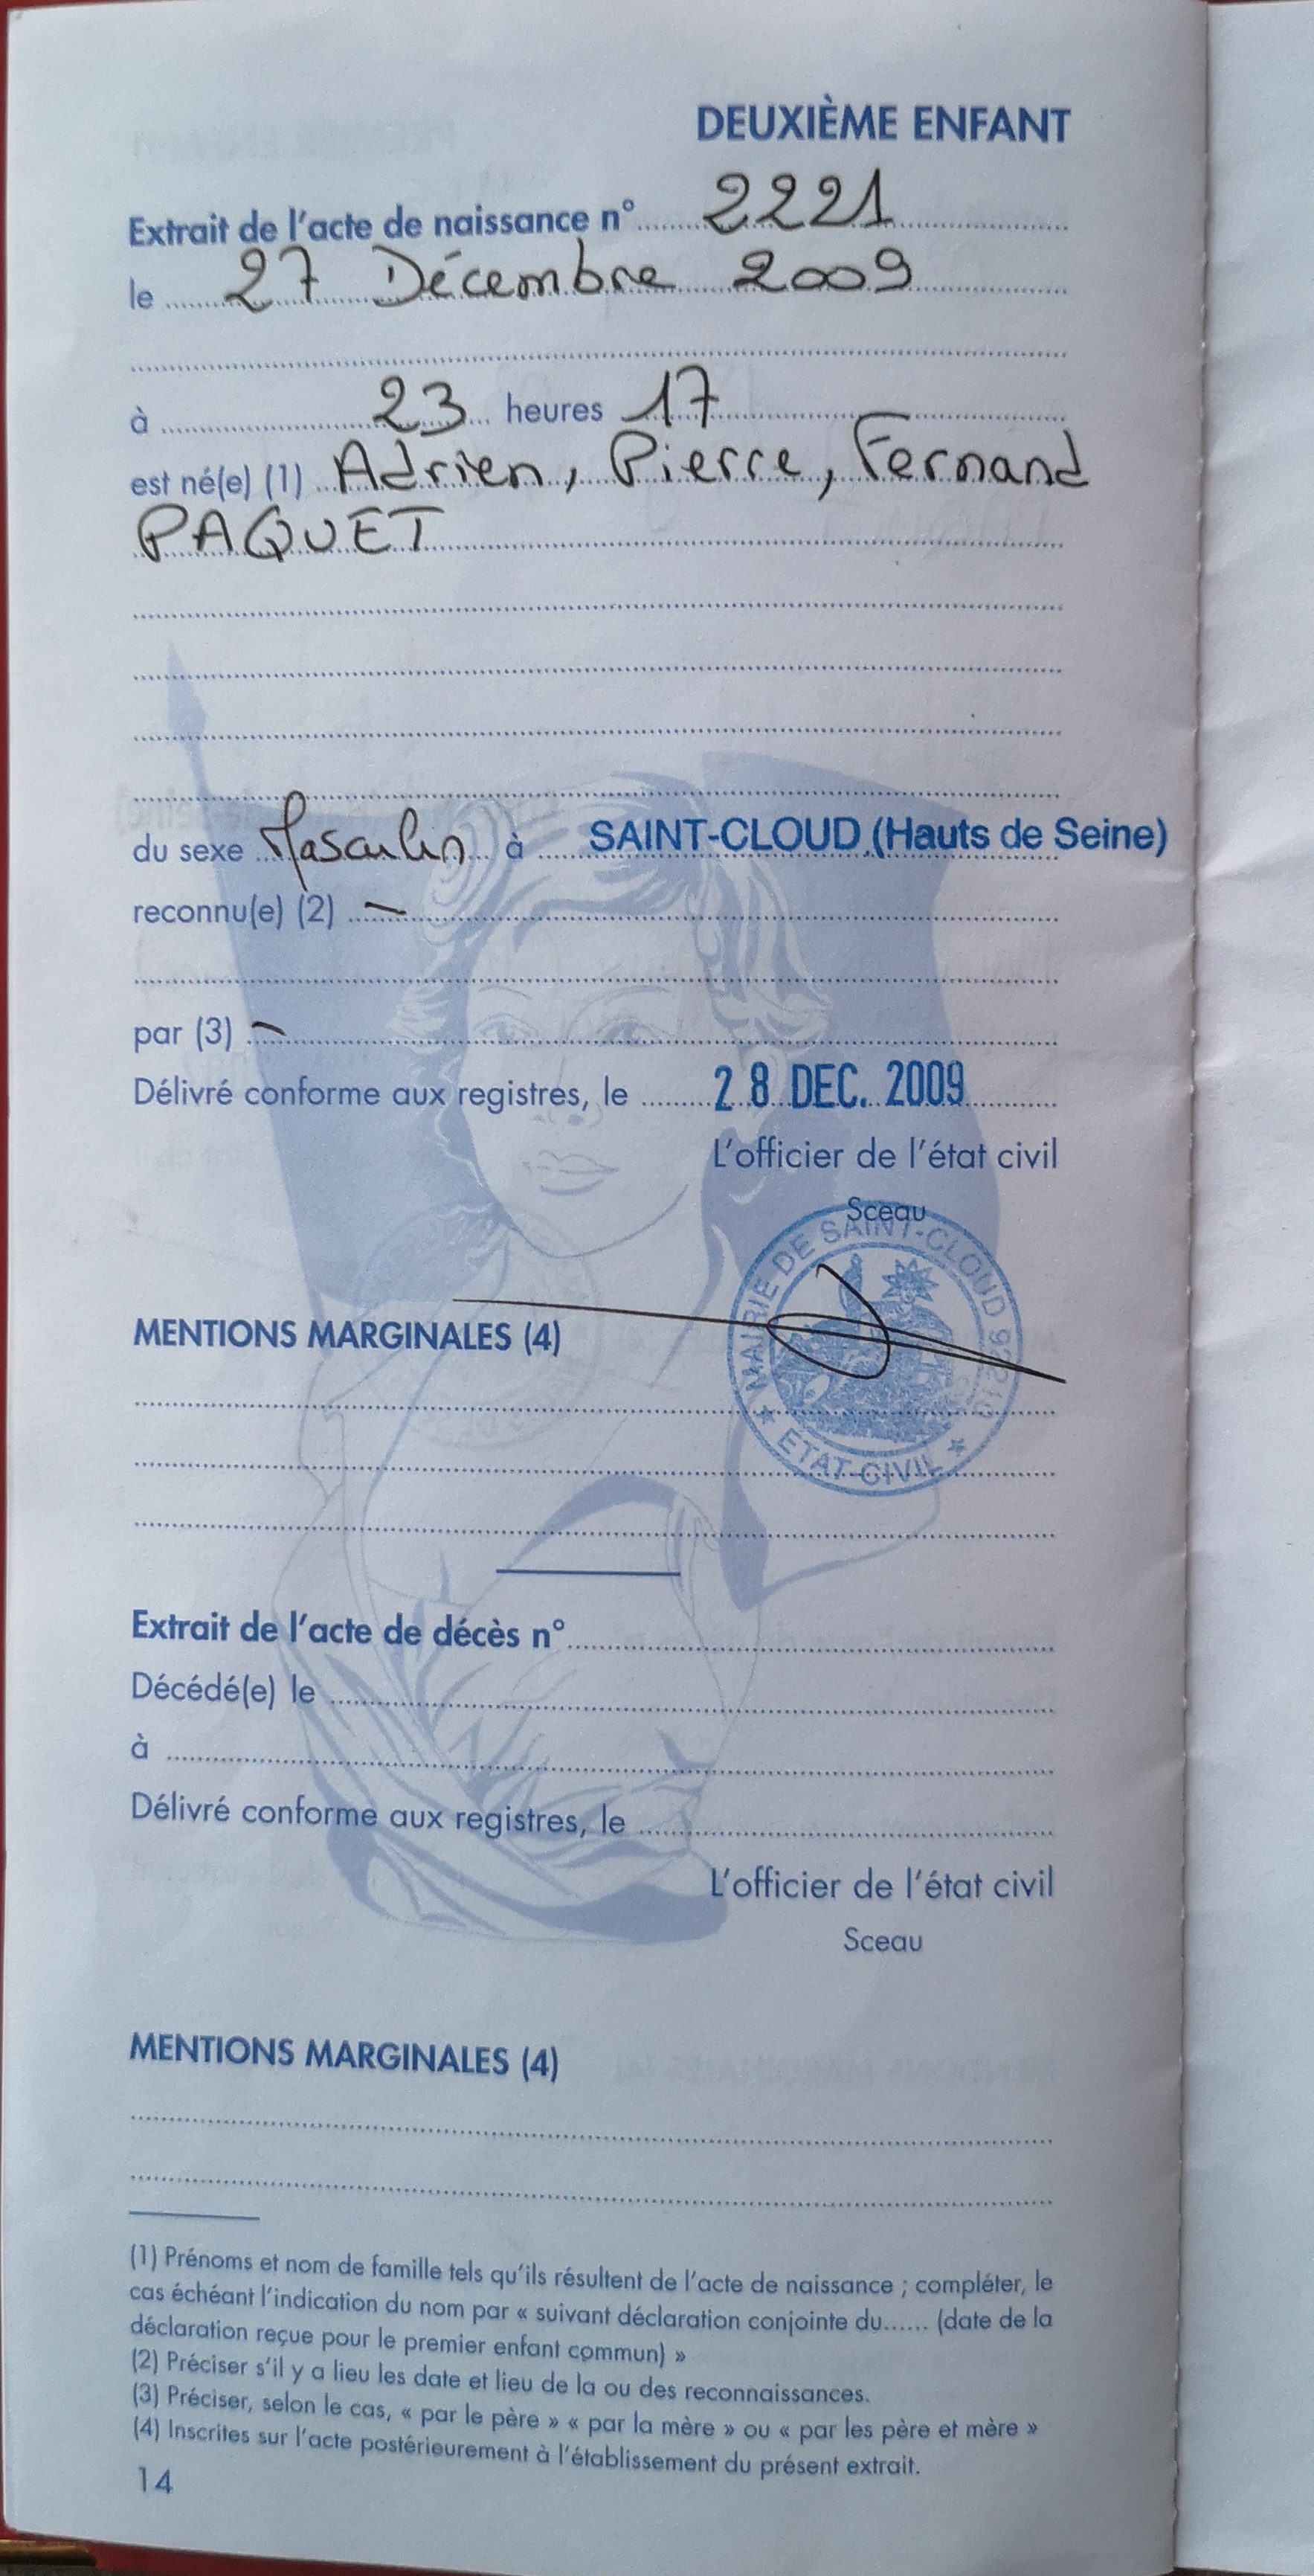 DEUXIÈME ENFANT
Extrait de l'acte de naissance n° 2221
le 27 Décembre 2009
à 23 heures 17
est né(e) (1) Adrien, Pierre, Fernand
PAQUET
du sexe Masculin à SAINT-CLOUD (Hauts de Seine)
reconnu(e) (2) —
par (3) —
Délivré conforme aux registres, le 28 DEC. 2009
L'officier de l'état civil
Sceau
MAIRIE DE SAINT-CLOUD 92210
★ ETAT-CIVIL ★
MENTIONS MARGINALES (4)
Extrait de l'acte de décès n°
Décédé(e) le
à
Délivré conforme aux registres, le
L'officier de l'état civil
Sceau
MENTIONS MARGINALES (4)
(1) Prénoms et nom de famille tels qu'ils résultent de l'acte de naissance ; compléter, le
cas échéant l'indication du nom par « suivant déclaration conjointe du...... (date de la
déclaration reçue pour le premier enfant commun) »
(2) Préciser s'il y a lieu les date et lieu de la ou des reconnaissances.
(3) Préciser, selon le cas, « par le père » « par la mère » ou « par les père et mère »
(4) Inscrites sur l'acte postérieurement à l'établissement du présent extrait.
14